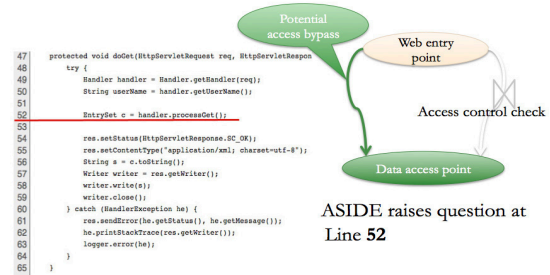 47 protected void doGet(HttpServletRequest req, HttpServletRespon
48 try {
49 Handler handler = Handler.getHandler(req);
50 String userName = handler.getUserName();
51
52 EntrySet c = handler.processGet();
53
54 res.setStatus(HttpServletResponse.SC_OK);
55 res.setContentType("application/xml; charset=utf-8");
56 String s = c.toString();
57 Writer writer = res.getWriter();
58 writer.write(s);
59 writer.close();
60 } catch (HandlerException he) {
61 res.sendError(he.getStatus(), he.getMessage());
62 he.printStackTrace(res.getWriter());
63 logger.error(he);
64 }
65 }
Potential
access bypass
Web entry
point
Access control check
Data access point
ASIDE raises question at
Line 52